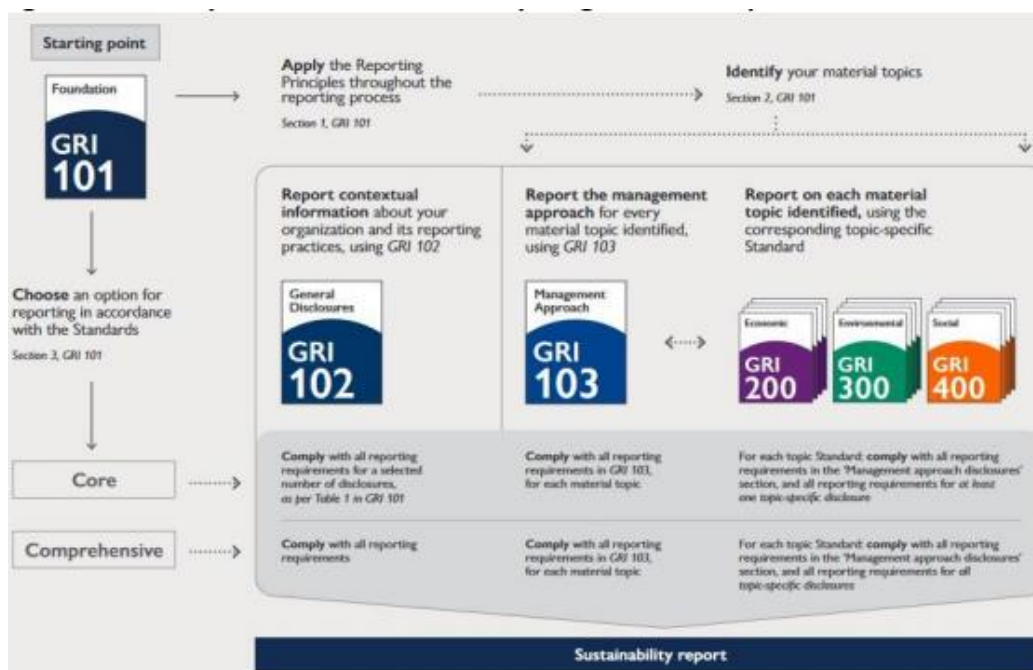 Starting point
Foundation
GRI
101
Apply the Reporting
Principles throughout the
reporting process
Section 1, GRI 101
Identify your material topics
Section 2, GRI 101
Choose an option for
reporting in accordance
with the Standards
Section 3, GRI 101
Report contextual
information about your
organization and its reporting
practices, using GRI 102
General
Disclosures
GRI
102
Report the management
approach for every
material topic identified,
using GRI 103
Management
Approach
GRI
103
Report on each material
topic identified, using the
corresponding topic-specific
Standard
Economic
GRI
200
Environmental
GRI
300
Social
GRI
400
Core
Comply with all reporting
requirements for a selected
number of disclosures,
as per Table 1 in GRI 101
Comply with all reporting
requirements in GRI 103,
for each material topic
For each topic Standard: comply with all reporting
requirements in the 'Management approach disclosures'
section, and all reporting requirements for at least
one topic-specific disclosure
Comprehensive
Comply with all reporting
requirements
Comply with all reporting
requirements in GRI 103,
for each material topic
For each topic Standard: comply with all reporting
requirements in the 'Management approach disclosures'
section, and all reporting requirements for all
topic-specific disclosures
Sustainability report